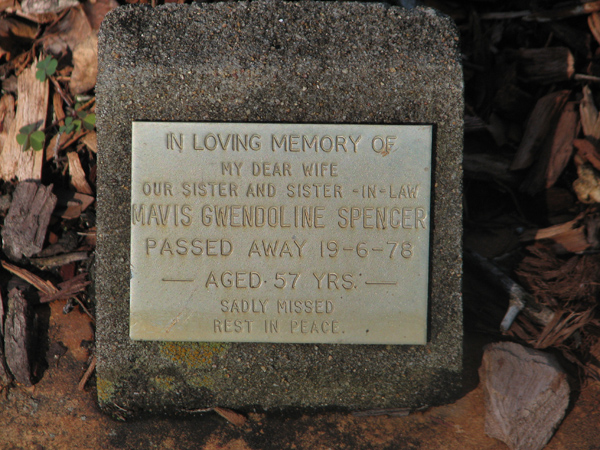 IN LOVING MEMORY OF
MY DEAR WIFE
OUR SISTER AND SISTER -IN-LAW
MAVIS GWENDOLINE SPENCER
PASSED AWAY 19-6-78
— AGED 57 YRS. —
SADLY MISSED
REST IN PEACE.